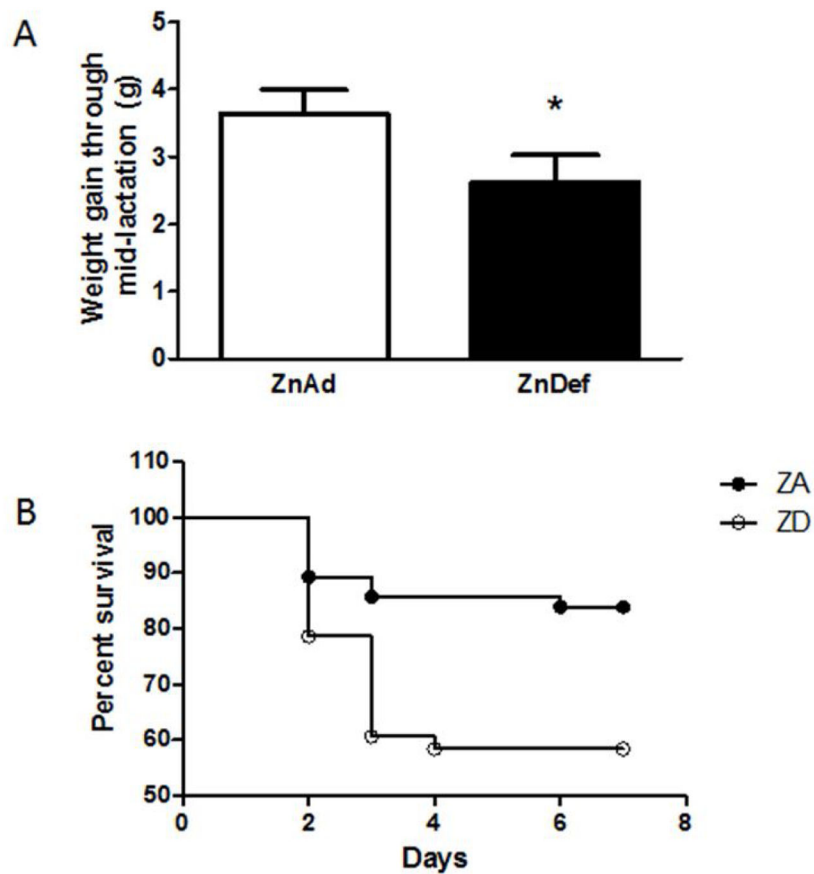 A
Weight gain through
mid-lactation (g)
5
4
3
2
1
0
*
ZnAd ZnDef
B
Percent survival
110
100
90
80
70
60
50
0 2 4 6 8
Days
ZA
ZD